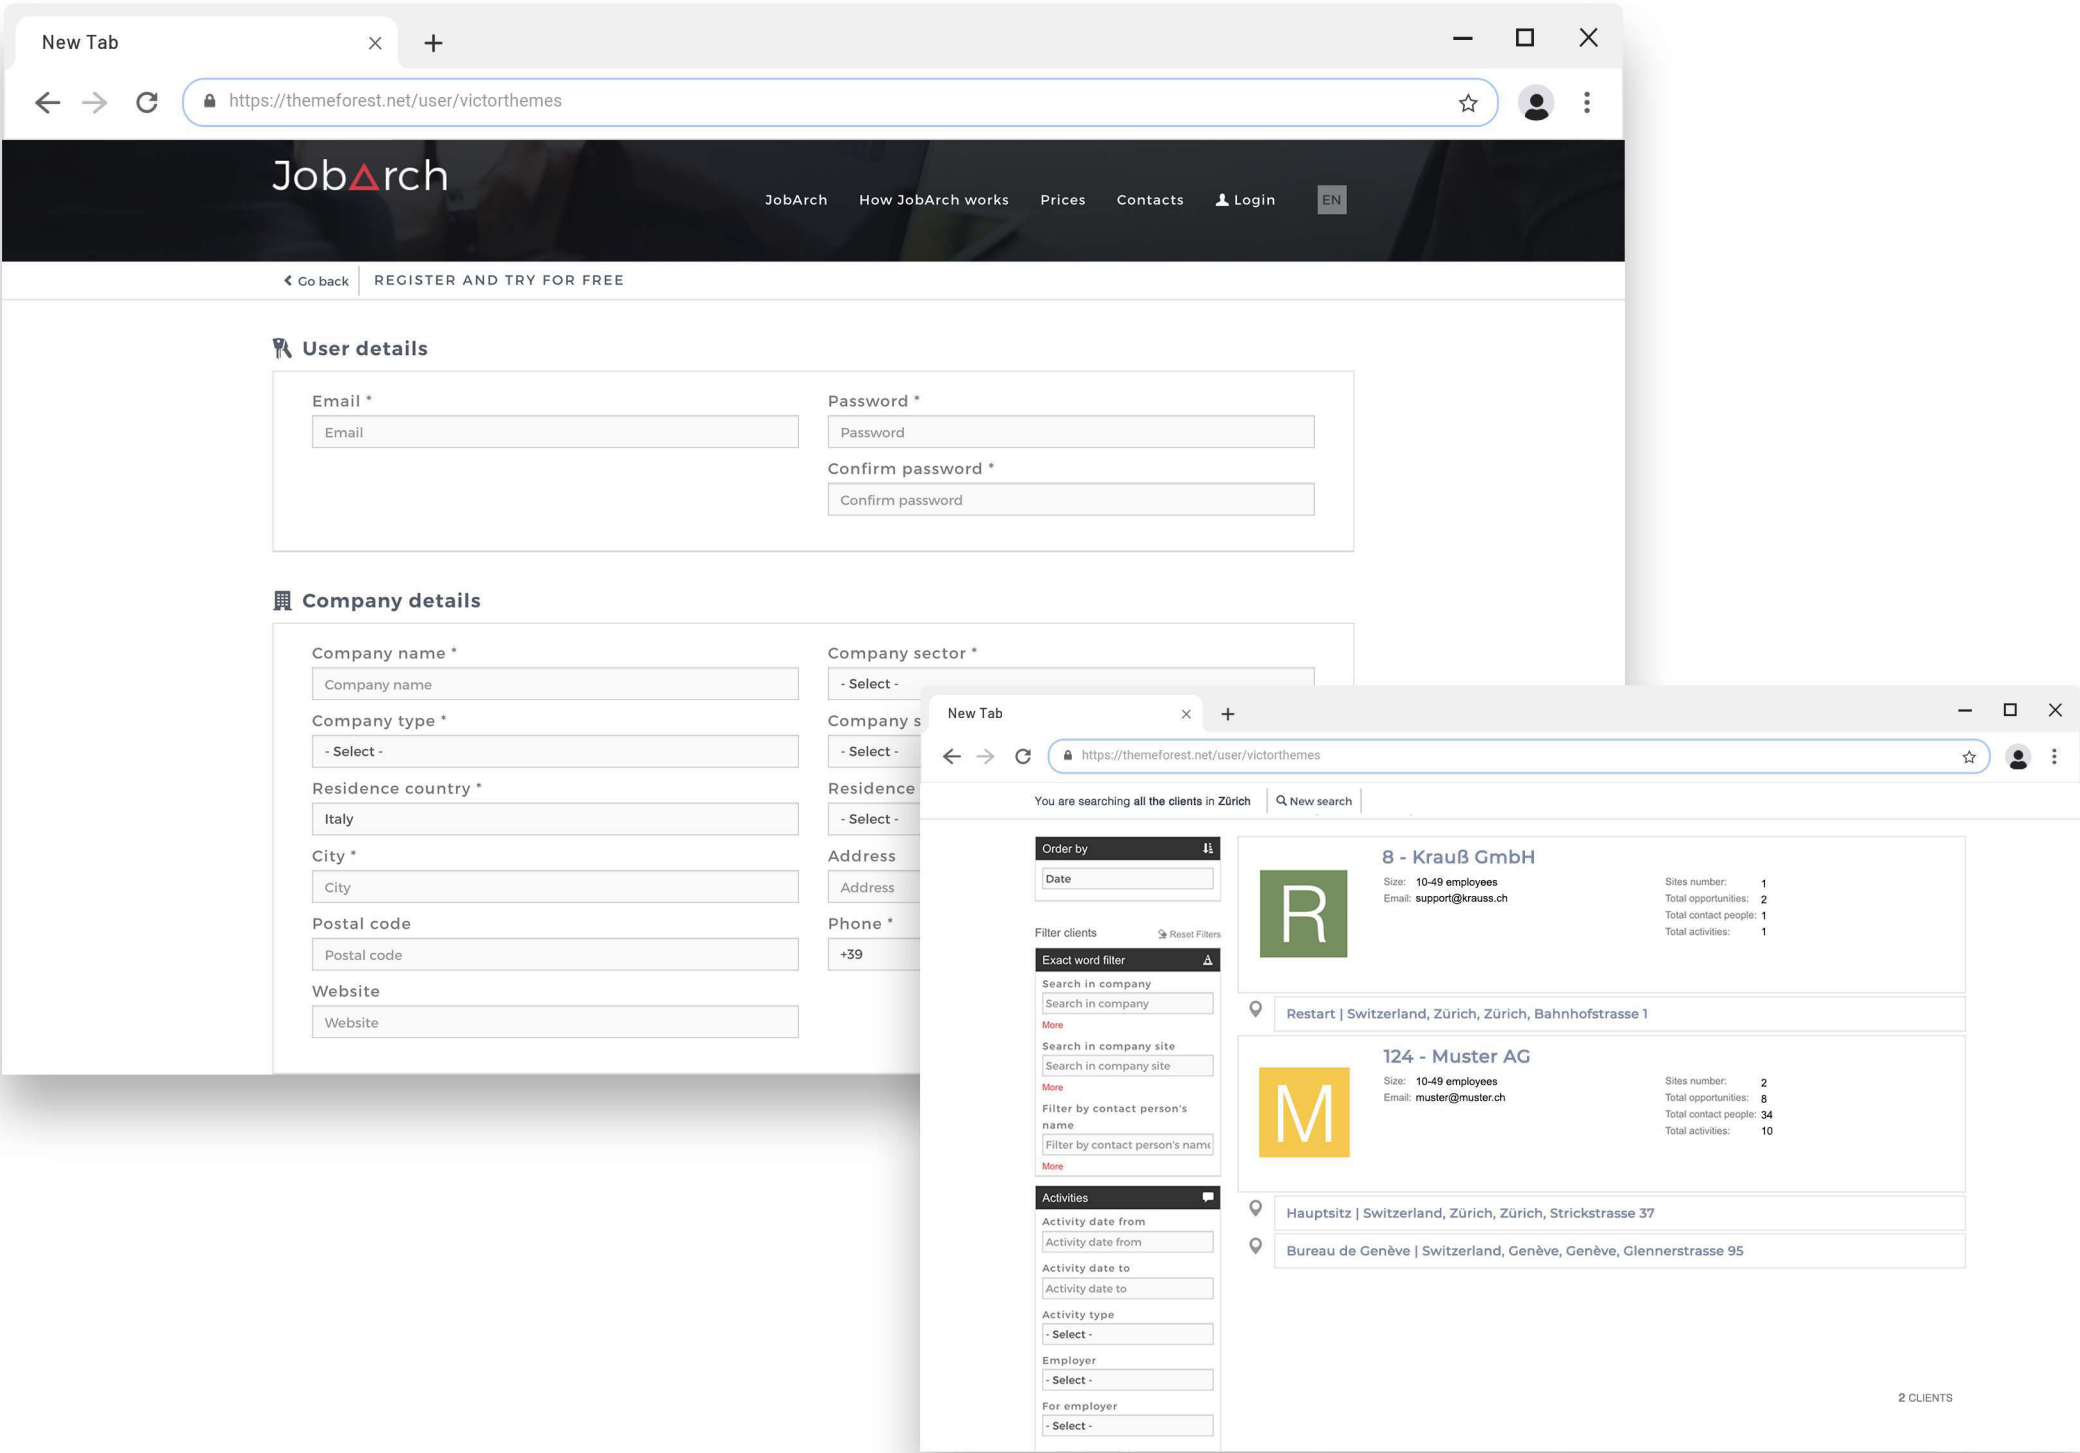 New Tab
https://themeforest.net/user/victorthemes
JobArch
JobArch How JobArch works Prices Contacts Login EN
Go back REGISTER AND TRY FOR FREE
User details
Email * Password *
Email Password
Confirm password *
Confirm password
Company details
Company name * Company sector *
Company name - Select -
Company type * Company s
- Select - - Select -
Residence country * Residence
Italy - Select -
City * Address
City Address
Postal code Phone *
Postal code +39
Website
Website
New Tab
https://themeforest.net/user/victorthemes
You are searching all the clients in Zürich New search
Order by
Date
Filter clients Reset Filters
Exact word filter
Search in company
Search in company
More
Search in company site
Search in company site
More
Filter by contact person's
name
Filter by contact person's name
More
Activities
Activity date from
Activity date from
Activity date to
Activity date to
Activity type
- Select -
Employer
- Select -
For employer
- Select -
R
8 - Krauß GmbH
Size: 10-49 employees
Email: support@krauss.ch
Sites number: 1
Total opportunities: 2
Total contact people: 1
Total activities: 1
Restart | Switzerland, Zürich, Zürich, Bahnhofstrasse 1
M
124 - Muster AG
Size: 10-49 employees
Email: muster@muster.ch
Sites number: 2
Total opportunities: 8
Total contact people: 34
Total activities: 10
Hauptsitz | Switzerland, Zürich, Zürich, Strickstrasse 37
Bureau de Genève | Switzerland, Genève, Genève, Glennerstrasse 95
2 CLIENTS